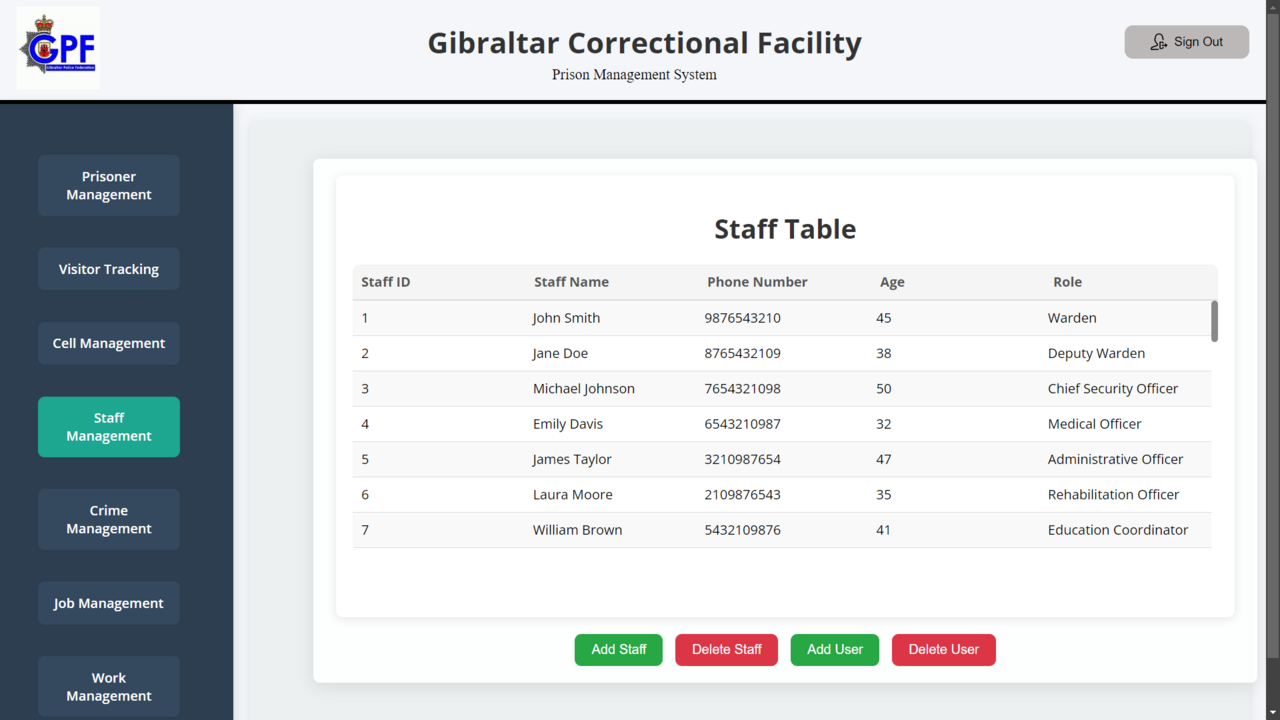 GPF
Gibraltar Police Federation
Gibraltar Correctional Facility
Prison Management System
Sign Out
Prisoner
Management
Visitor Tracking
Cell Management
Staff
Management
Crime
Management
Job Management
Work
Management
Staff Table
Staff ID Staff Name Phone Number Age Role
1 John Smith 9876543210 45 Warden
2 Jane Doe 8765432109 38 Deputy Warden
3 Michael Johnson 7654321098 50 Chief Security Officer
4 Emily Davis 6543210987 32 Medical Officer
5 James Taylor 3210987654 47 Administrative Officer
6 Laura Moore 2109876543 35 Rehabilitation Officer
7 William Brown 5432109876 41 Education Coordinator
Add Staff Delete Staff Add User Delete User